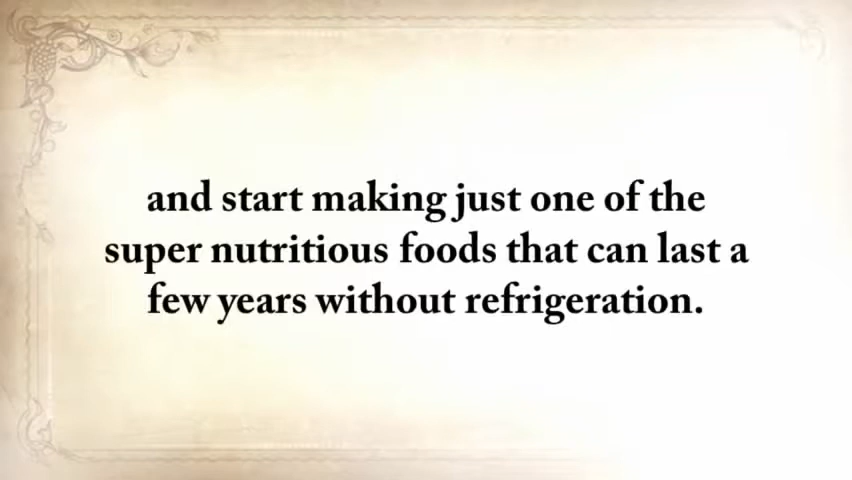 and start making just one of the
super nutritious foods that can last a
few years without refrigeration.